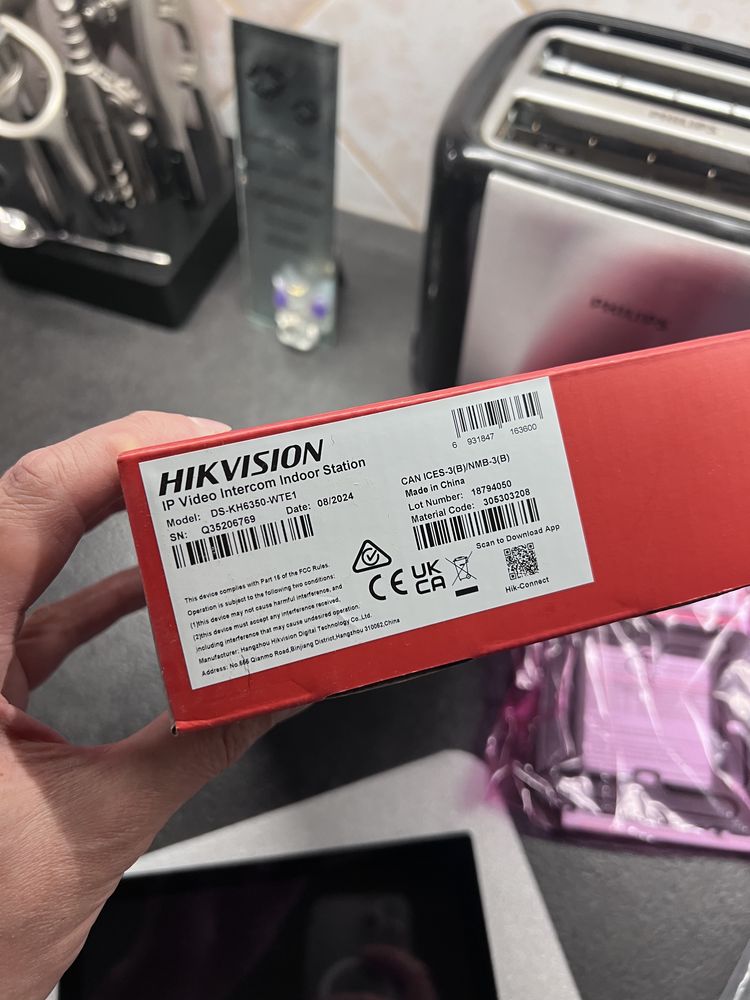 PHILIPS
PHILIPS
HIKVISION
IP Video Intercom Indoor Station
Model: DS-KH6350-WTE1
SN: Q35206769 Date: 08/2024
6 931847 163600
CAN ICES-3(B)/NMB-3(B)
Made in China
Lot Number: 18794050
Material Code: 305303208
This device complies with Part 15 of the FCC Rules.
Operation is subject to the following two conditions:
(1)this device may not cause harmful interference, and
(2)this device must accept any interference received,
including interference that may cause undesired operation.
Manufacturer: Hangzhou Hikvision Digital Technology Co.,Ltd.
Address: No.555 Qianmo Road,Binjiang District,Hangzhou 310052,China
CE
UK
CA
Scan to Download App
Hik-Connect